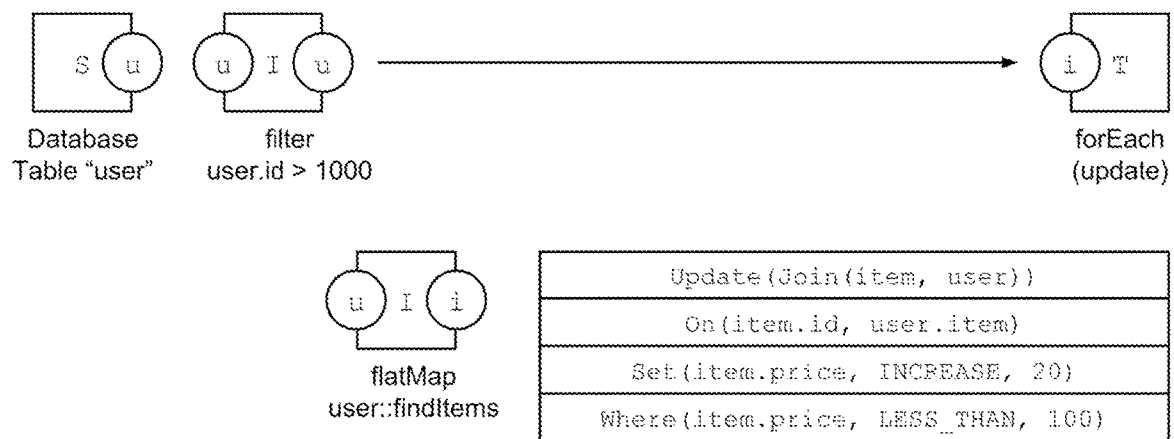 S u u I u i T
Database filter forEach
Table “user” user.id > 1000 (update)
u I i
flatMap
user::findItems
Update(Join(item, user))
On(item.id, user.item)
Set(item.price, INCREASE, 20)
Where(item.price, LESS_THAN, 100)